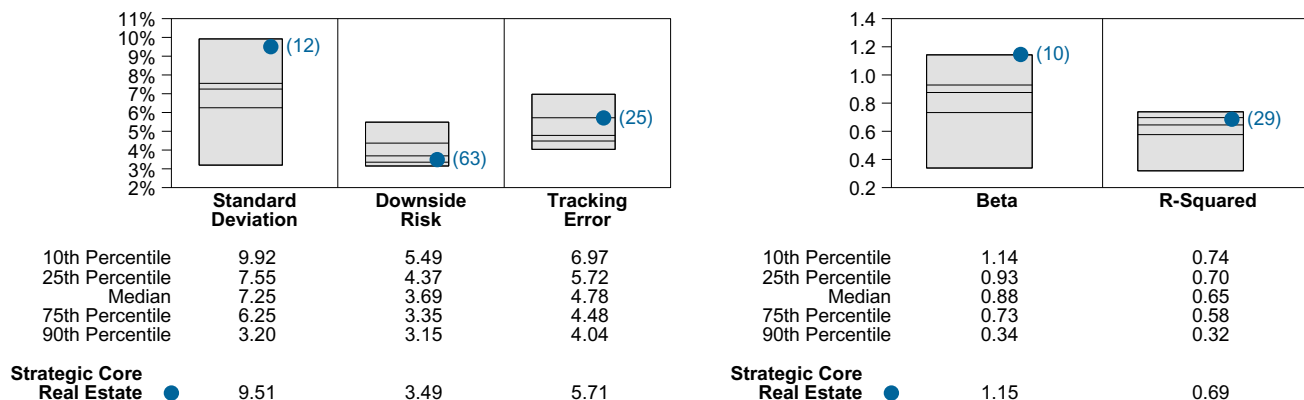 11%
10%
9%
8%
7%
6%
5%
4%
3%
2%
(12)
(63)
(25)
Standard Deviation
Downside Risk
Tracking Error
10th Percentile 9.92 5.49 6.97
25th Percentile 7.55 4.37 5.72
Median 7.25 3.69 4.78
75th Percentile 6.25 3.35 4.48
90th Percentile 3.20 3.15 4.04
Strategic Core
Real Estate 9.51 3.49 5.71
1.4
1.2
1.0
0.8
0.6
0.4
0.2
(10)
(29)
Beta R-Squared
10th Percentile 1.14 0.74
25th Percentile 0.93 0.70
Median 0.88 0.65
75th Percentile 0.73 0.58
90th Percentile 0.34 0.32
Strategic Core
Real Estate 1.15 0.69